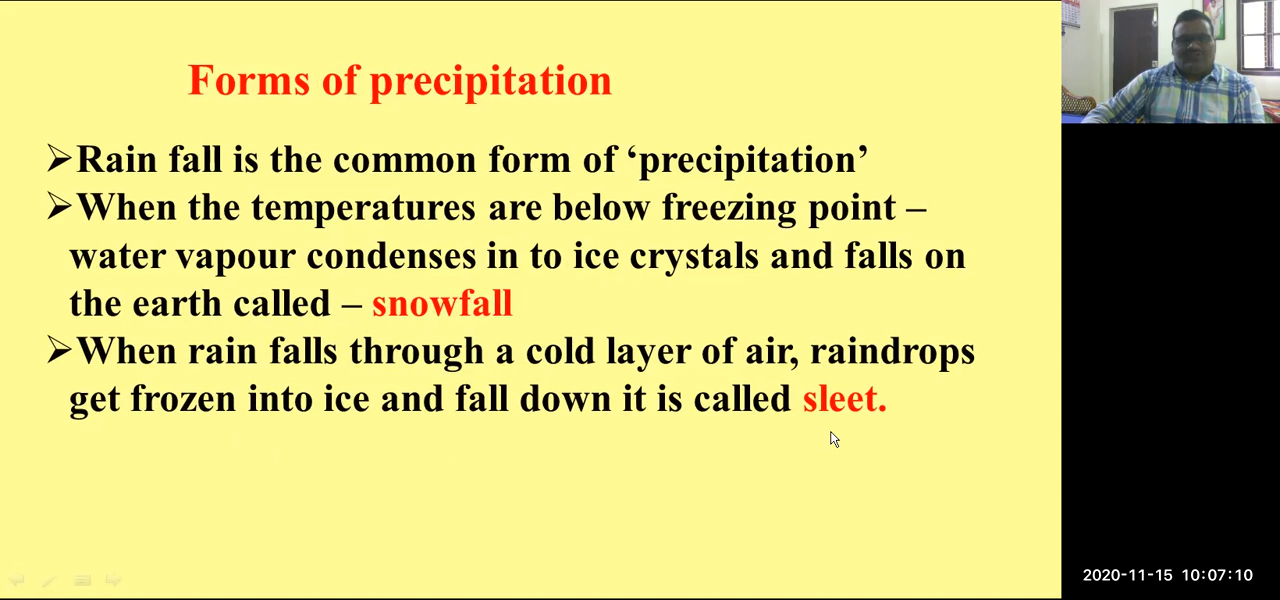 Forms of precipitation
➢Rain fall is the common form of ‘precipitation’
➢When the temperatures are below freezing point –
water vapour condenses in to ice crystals and falls on
the earth called – snowfall
➢When rain falls through a cold layer of air, raindrops
get frozen into ice and fall down it is called sleet.
2020-11-15 10:07:10